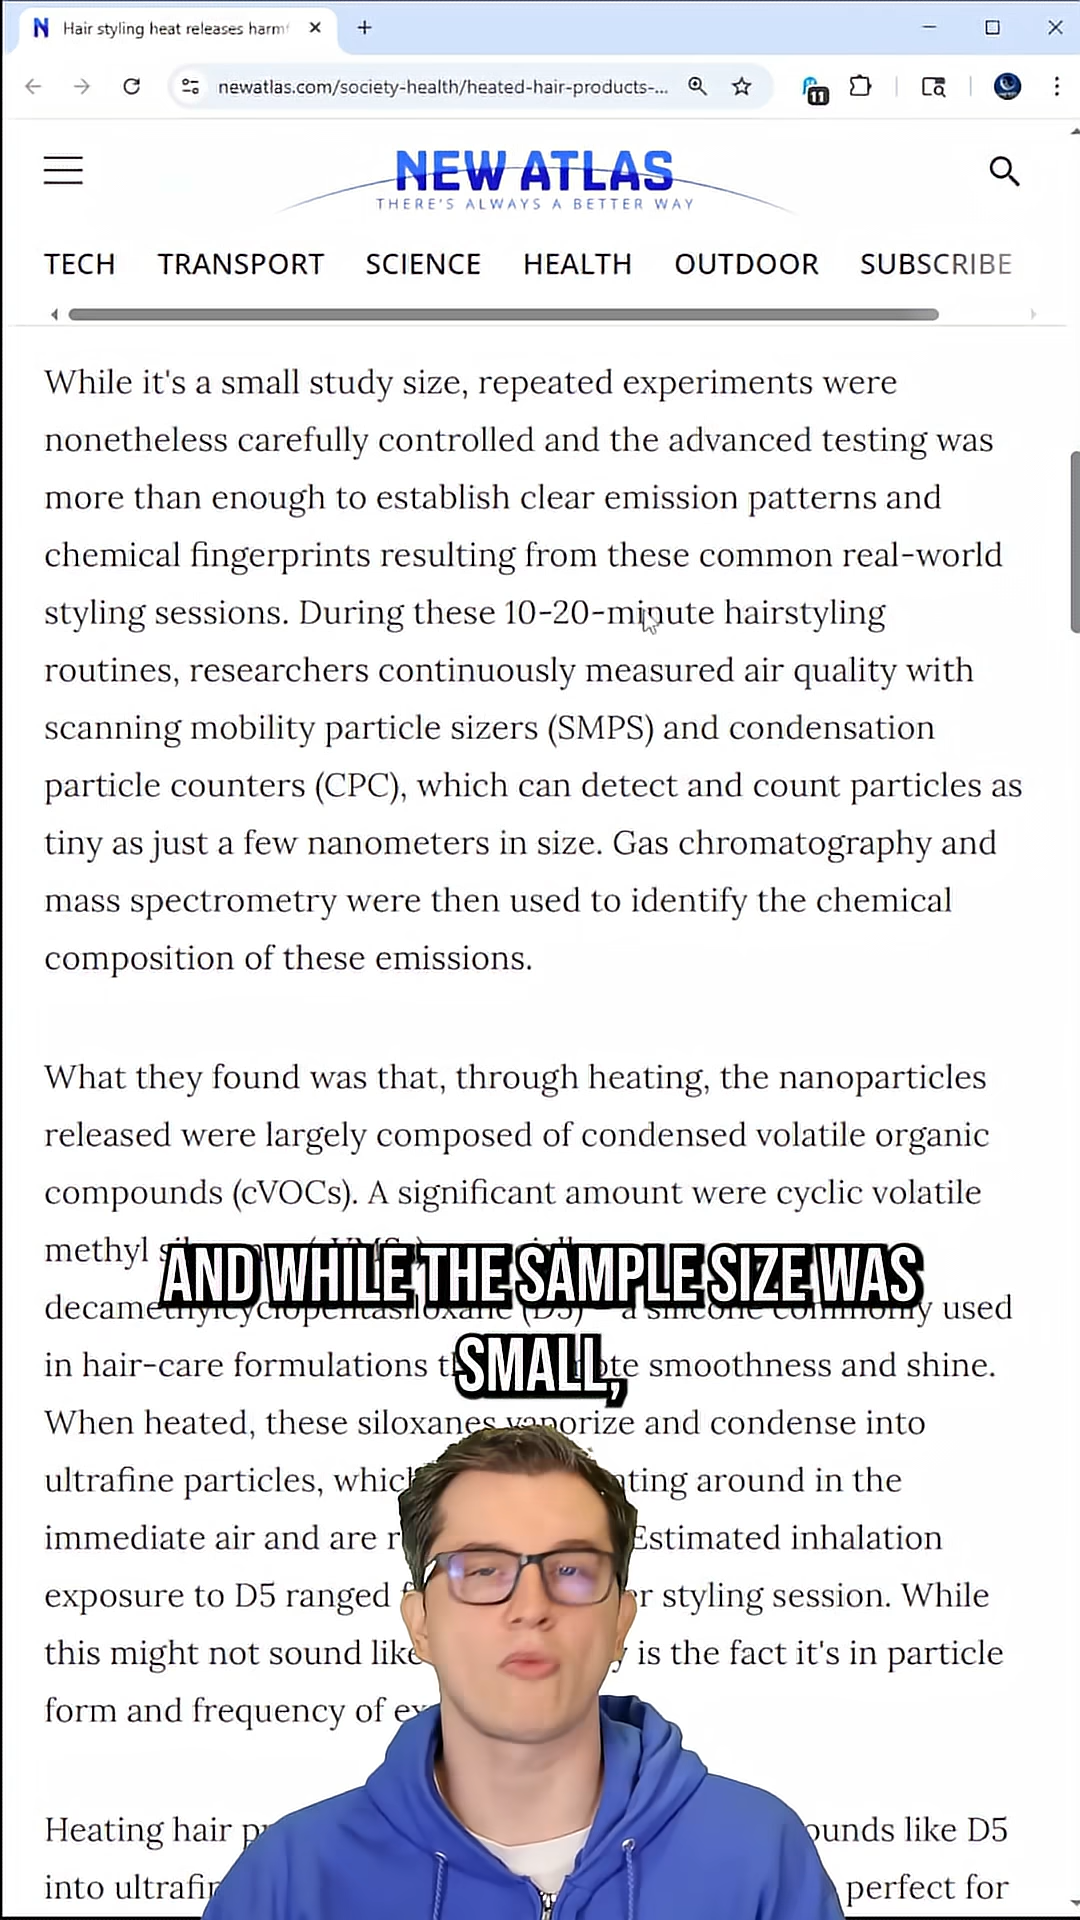 Hair styling heat releases harmf
newatlas.com/society-health/heated-hair-products-...
11
NEW ATLAS
THERE'S ALWAYS A BETTER WAY
TECH TRANSPORT SCIENCE HEALTH OUTDOOR SUBSCRIBE
While it's a small study size, repeated experiments were
nonetheless carefully controlled and the advanced testing was
more than enough to establish clear emission patterns and
chemical fingerprints resulting from these common real-world
styling sessions. During these 10-20-minute hairstyling
routines, researchers continuously measured air quality with
scanning mobility particle sizers (SMPS) and condensation
particle counters (CPC), which can detect and count particles as
tiny as just a few nanometers in size. Gas chromatography and
mass spectrometry were then used to identify the chemical
composition of these emissions.
What they found was that, through heating, the nanoparticles
released were largely composed of condensed volatile organic
compounds (cVOCs). A significant amount were cyclic volatile
methyl
AND WHILE THE SAMPLE SIZE WAS
decamethylcyclopentasiloxane (D5) – a silicone commonly used
SMALL,
in hair-care formulations smoothness and shine.
When heated, these siloxanes vaporize and condense into
ultrafine particles, around in the
immediate air and are Estimated inhalation
exposure to D5 ranged styling session. While
this might not sound like is the fact it's in particle
form and frequency of
Heating hair like D5
into perfect for